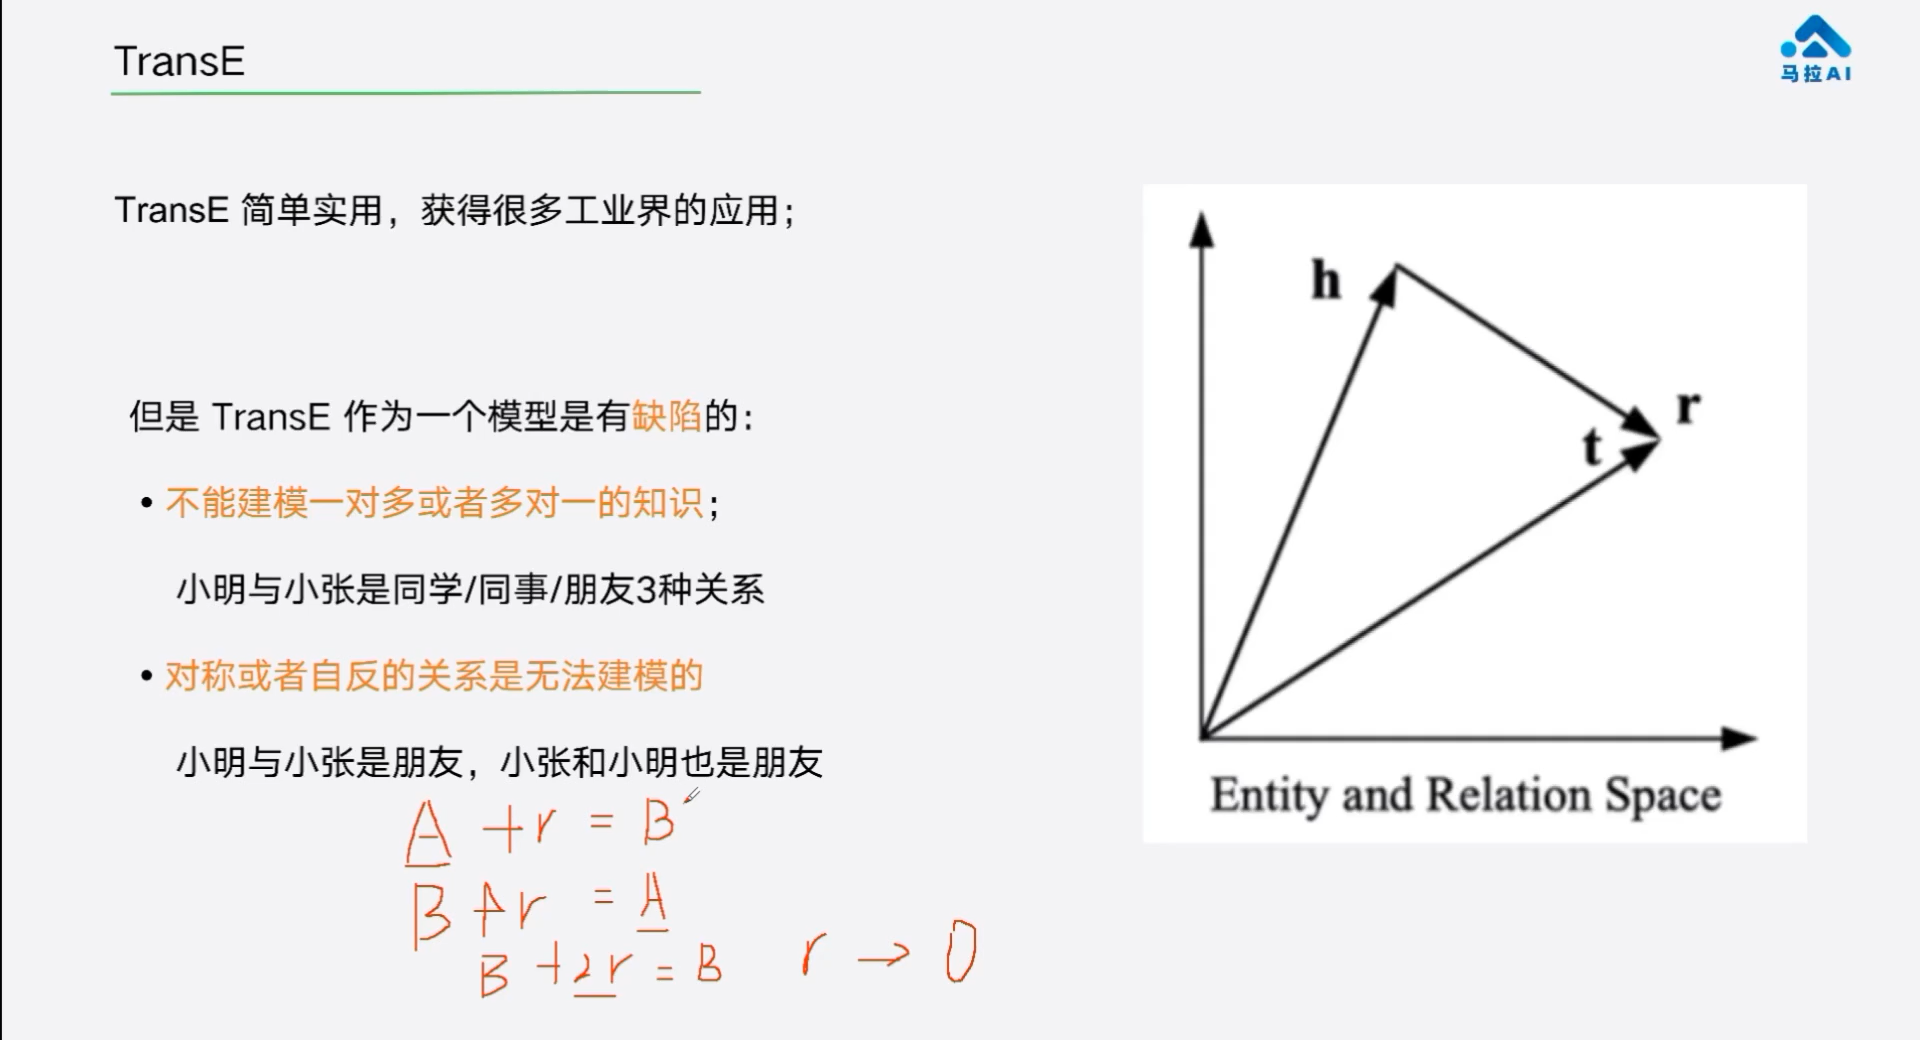 TransE
马拉AI
TransE 简单实用，获得很多工业界的应用；
但是 TransE 作为一个模型是有缺陷的：
• 不能建模一对多或者多对一的知识；
小明与小张是同学/同事/朋友3种关系
• 对称或者自反的关系是无法建模的
小明与小张是朋友，小张和小明也是朋友
A + r = B
B + r = A
B + 2r = B r → 0
h
r
t
Entity and Relation Space